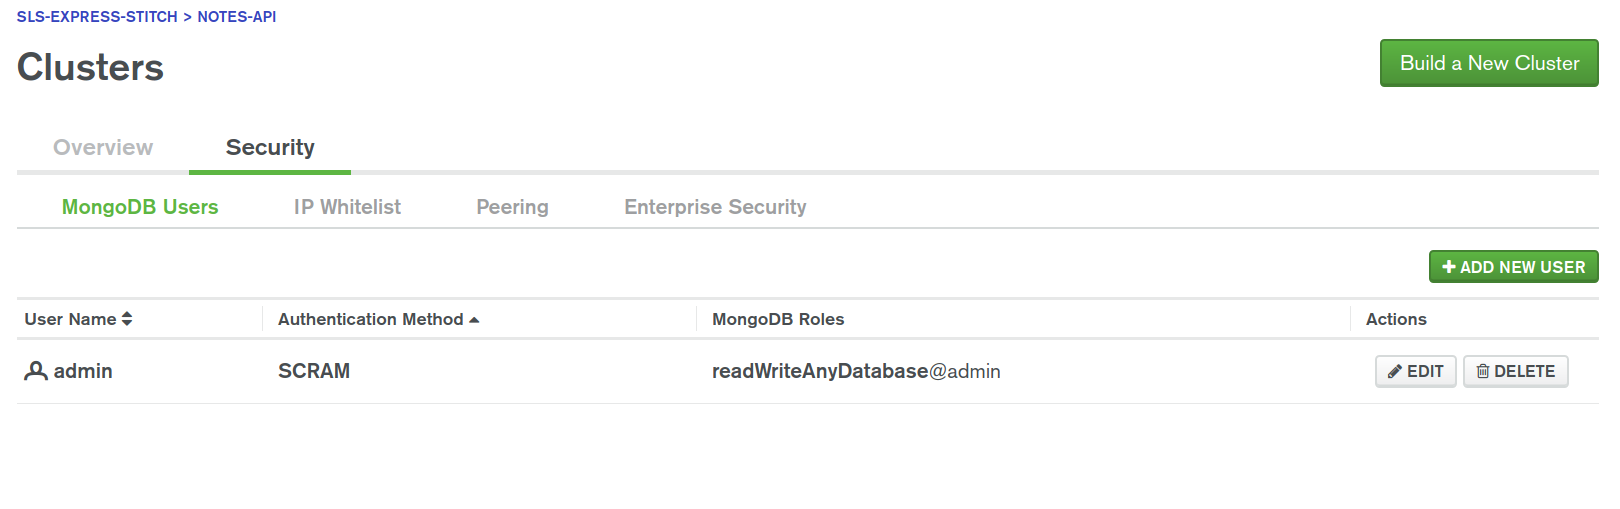 SLS-EXPRESS-STITCH > NOTES-API
Clusters
Build a New Cluster
Overview Security
MongoDB Users IP Whitelist Peering Enterprise Security
ADD NEW USER
User Name Authentication Method MongoDB Roles Actions
admin SCRAM readWriteAnyDatabase@admin EDIT DELETE